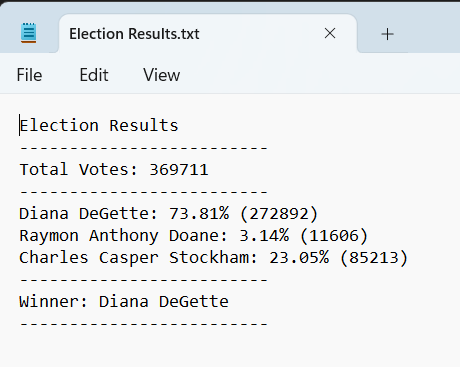 Election Results.txt
File Edit View
Election Results
-------------------------
Total Votes: 369711
-------------------------
Diana DeGette: 73.81% (272892)
Raymon Anthony Doane: 3.14% (11606)
Charles Casper Stockham: 23.05% (85213)
-------------------------
Winner: Diana DeGette
-------------------------